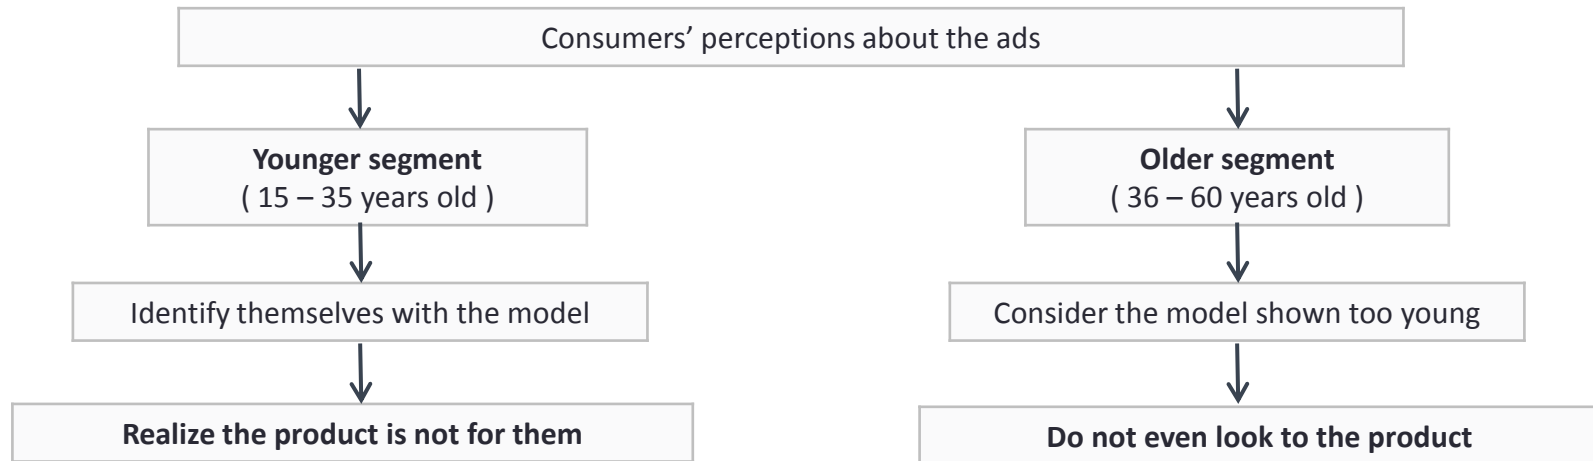 Consumers’ perceptions about the ads
Younger segment
( 15 – 35 years old )
Identify themselves with the model
Realize the product is not for them
Older segment
( 36 – 60 years old )
Consider the model shown too young
Do not even look to the product